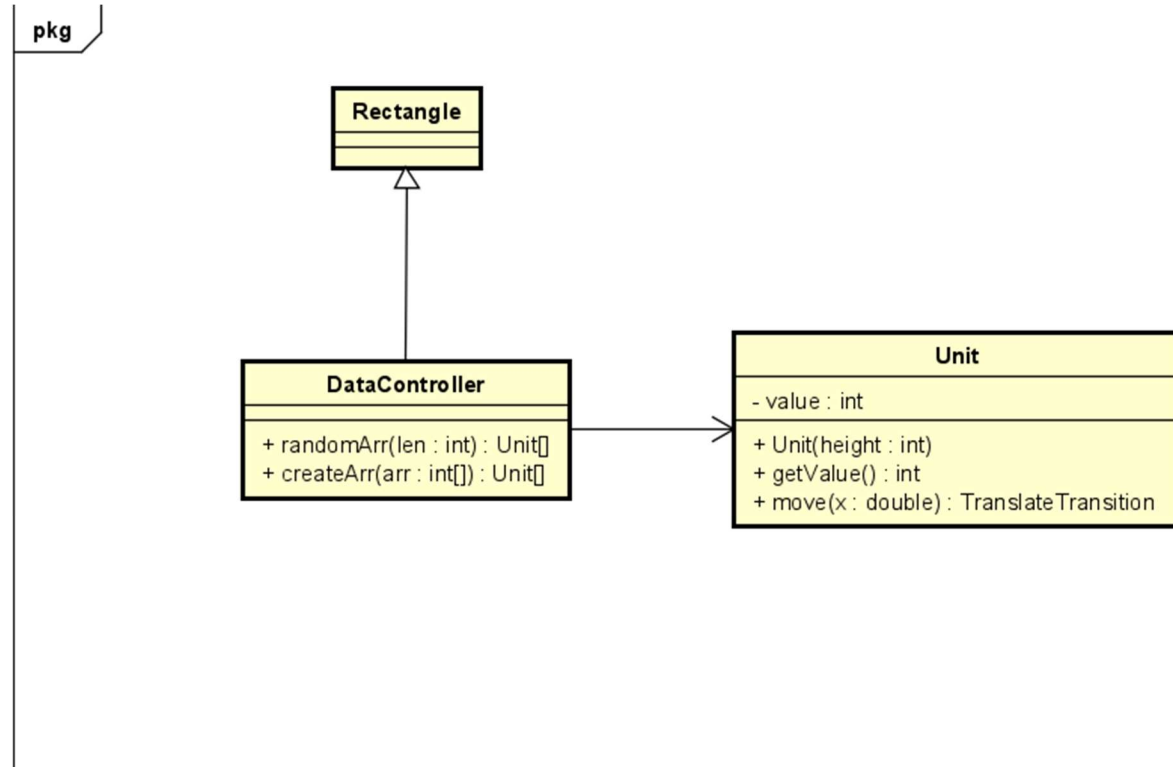 pkg
Rectangle
DataController
+ randomArr(len : int) : Unit[]
+ createArr(arr : int[]) : Unit[]
Unit
- value : int
+ Unit(height : int)
+ getValue() : int
+ move(x : double) : TranslateTransition